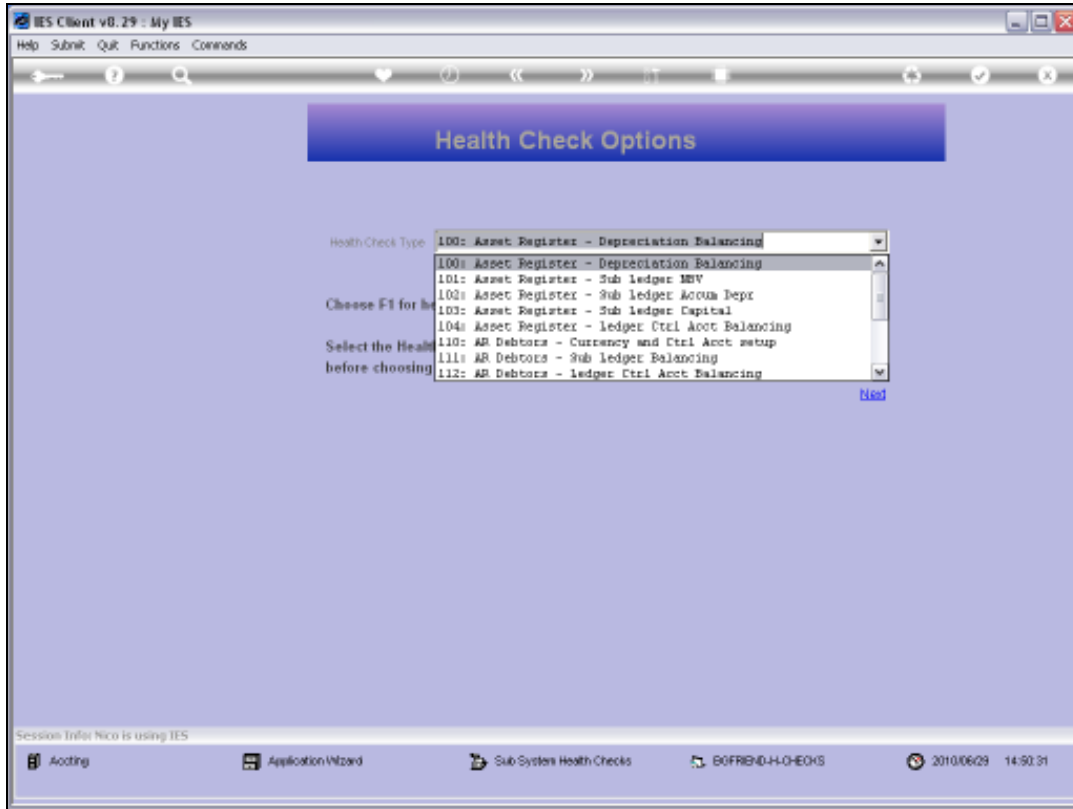 IES Client v8.29 : My IES
Help Submit Quit Functions Commands
Health Check Options
Health Check Type 100: Asset Register - Depreciation Balancing
100: Asset Register - Depreciation Balancing
101: Asset Register - Sub ledger NBV
102: Asset Register - Sub ledger Accum Depr
Choose F1 for he
103: Asset Register - Sub ledger Capital
104: Asset Register - ledger Ctrl Acct Balancing
Select the Healt
110: AR Debtors - Currency and Ctrl Acct setup
111: AR Debtors - Sub ledger Balancing
before choosing
112: AR Debtors - ledger Ctrl Acct Balancing
Next
Session Info: Nico is using IES
Accting Application Wizard Sub System Health Checks BGFRIEND-H-CHECKS 2010/06/29 14:50:31